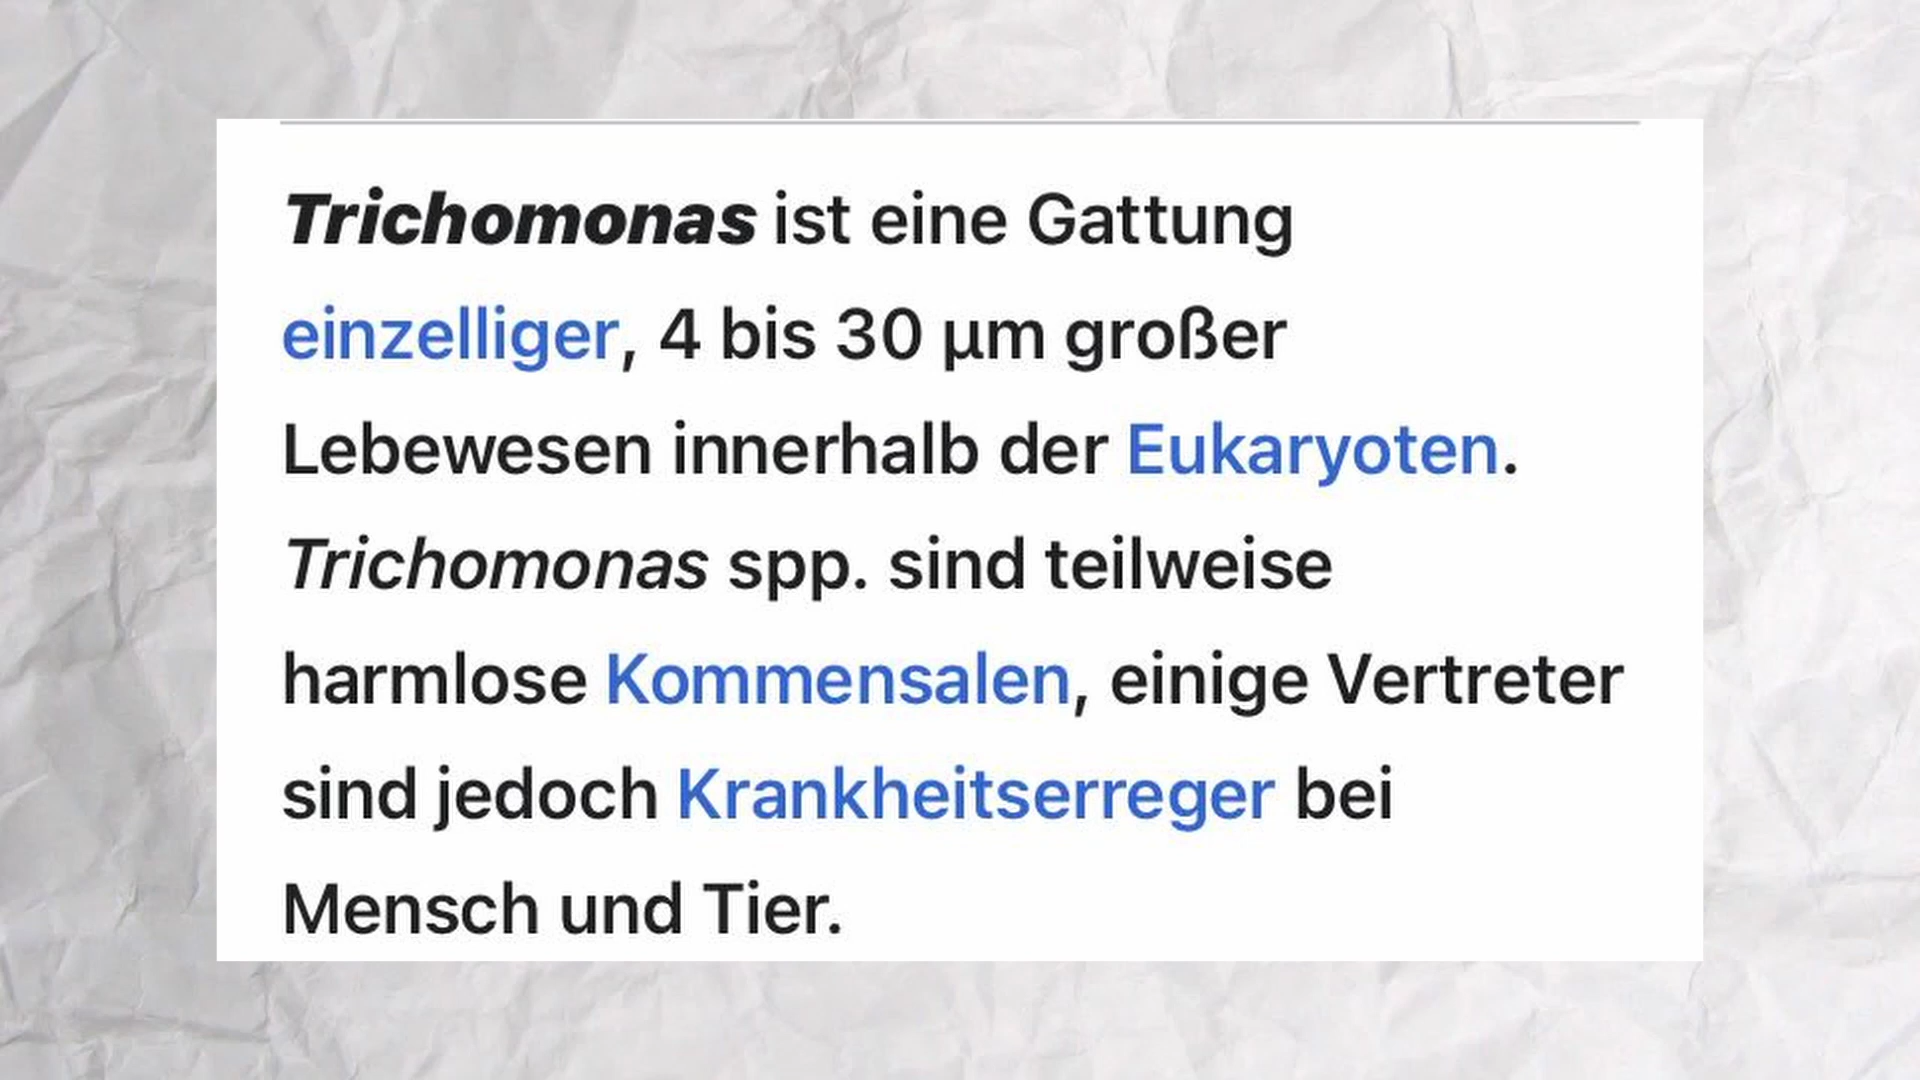 Trichomonas ist eine Gattung
einzelliger, 4 bis 30 µm großer
Lebewesen innerhalb der Eukaryoten.
Trichomonas spp. sind teilweise
harmlose Kommensalen, einige Vertreter
sind jedoch Krankheitserreger bei
Mensch und Tier.